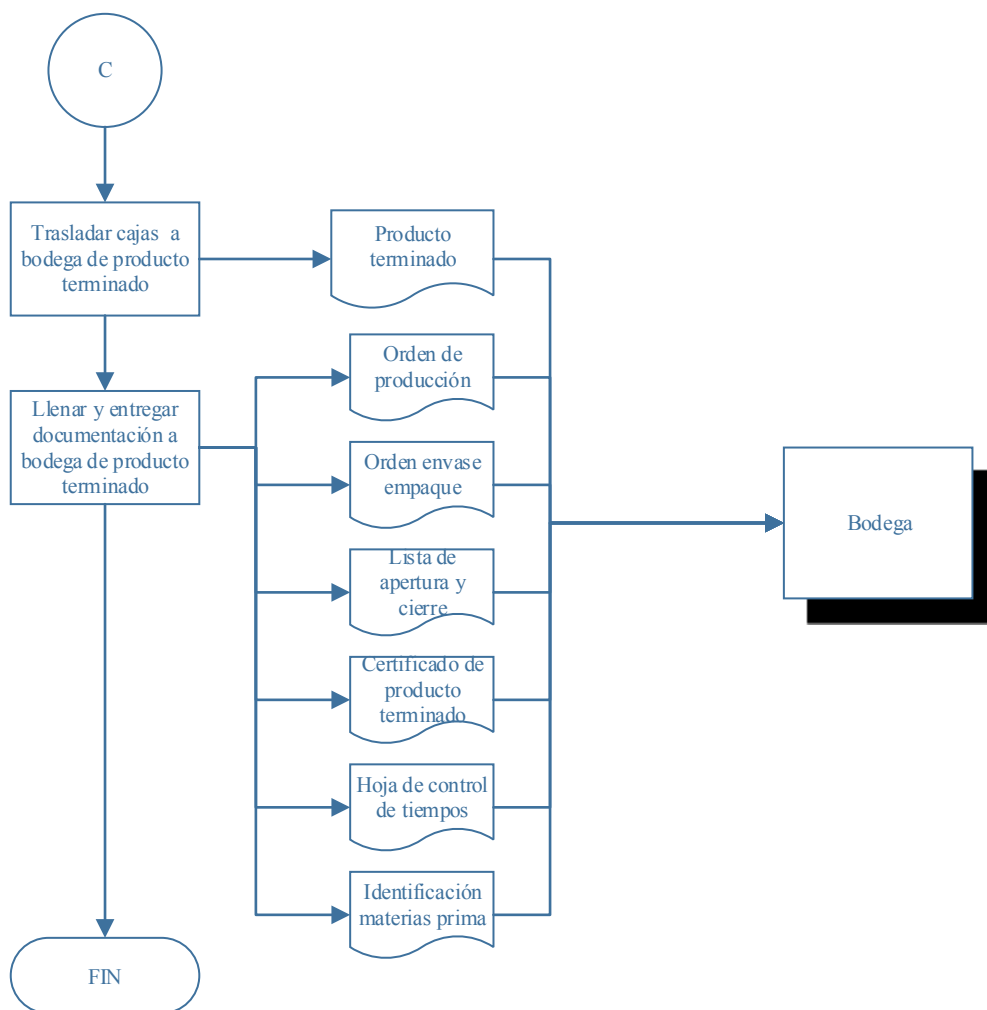 C
Trasladar cajas a
bodega de producto
terminado
Producto
terminado
Llenar y entregar
documentación a
bodega de producto
terminado
Orden de
producción
Orden envase
empaque
Lista de
apertura y
cierre
Certificado de
producto
terminado
Hoja de control
de tiempos
Identificación
materias prima
Bodega
FIN